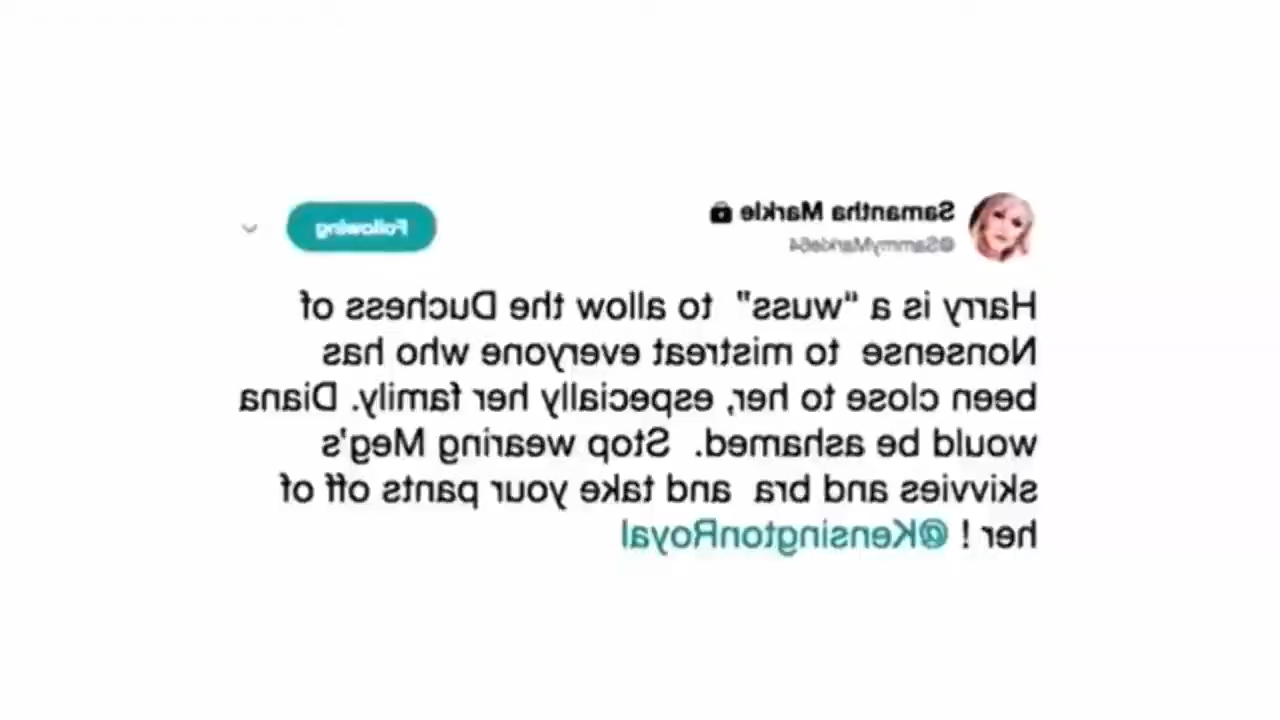 Samantha Markle
@SammyMarkle64
Following
Harry is a “wuss” to allow the Duchess of
Nonsense to mistreat everyone who has
been close to her, especially her family. Diana
would be ashamed. Stop wearing Meg's
skivvies and bra and take your pants off of
her ! @KensingtonRoyal